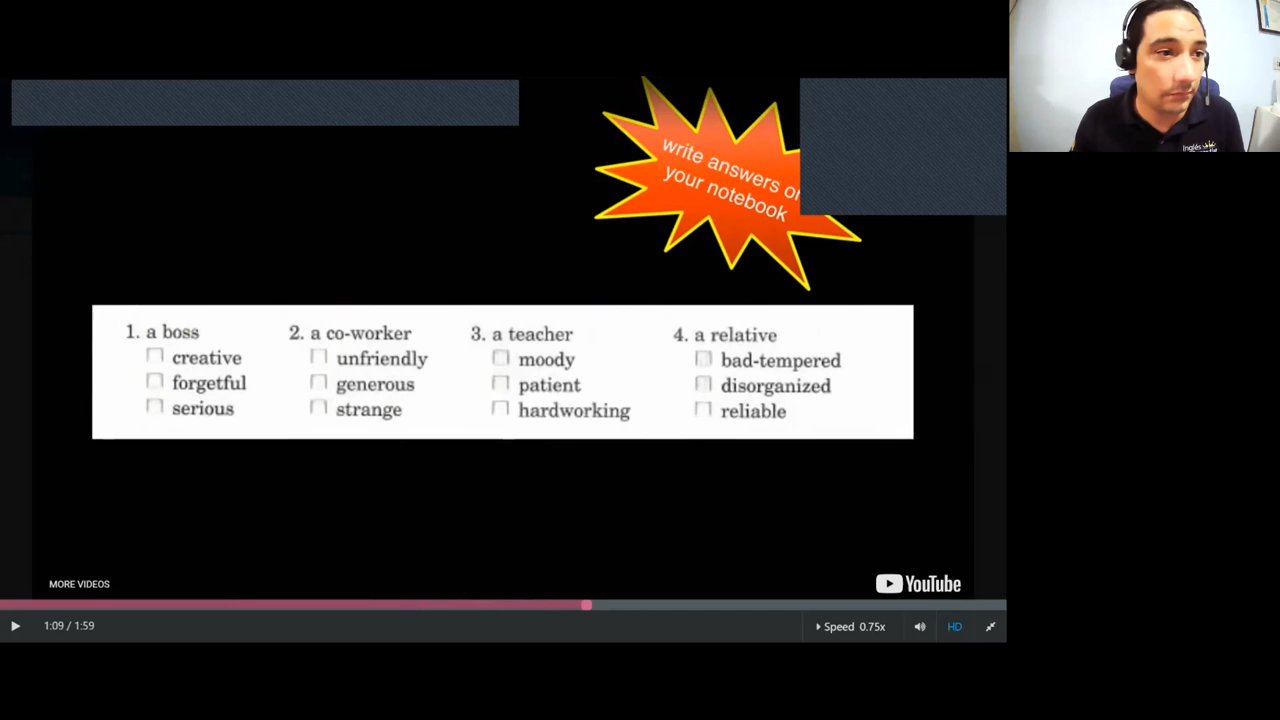 write answers on
your notebook
1. a boss
creative
forgetful
serious
2. a co-worker
unfriendly
generous
strange
3. a teacher
moody
patient
hardworking
4. a relative
bad-tempered
disorganized
reliable
MORE VIDEOS
YouTube
1:09 / 1:59
Speed 0.75x
HD
Inglés